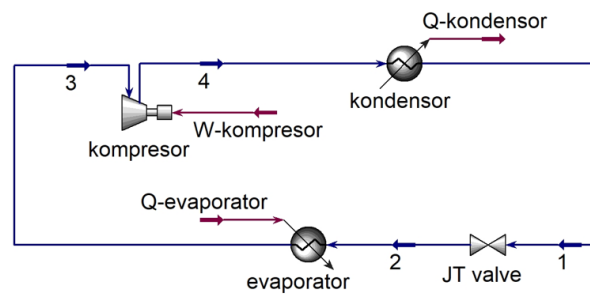 Q-kondensor
3
4
kondensor
W-kompresor
kompresor
Q-evaporator
2
1
JT valve
evaporator